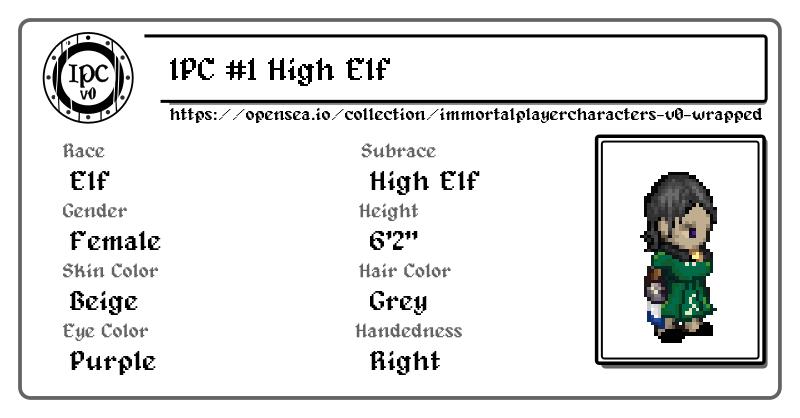 IPC
v0
IPC #1 High Elf
https://opensea.io/collection/immortalplayercharacters-v0-wrapped
Race
Subrace
Elf
High Elf
Gender
Height
Female
6'2"
Skin Color
Hair Color
Beige
Grey
Eye Color
Handedness
Purple
Right